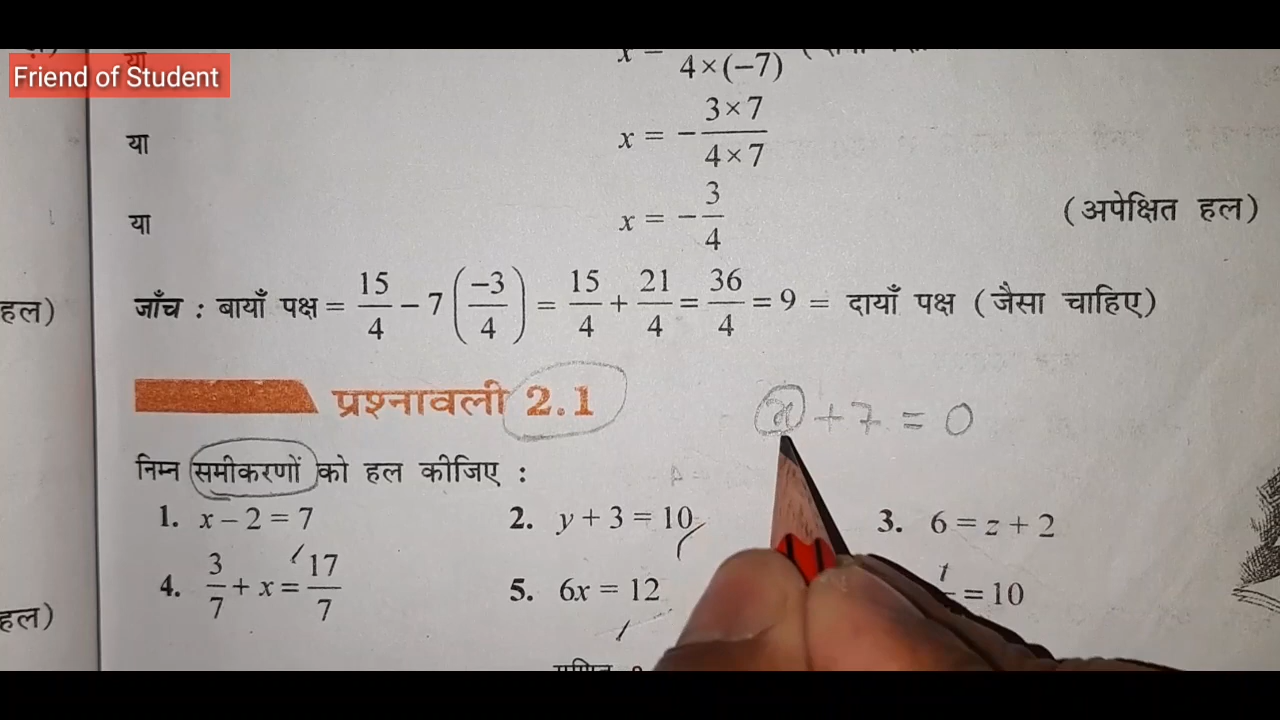 Friend of Student
या
4×(−7)
या x = −(3×7)/(4×7)
या x = −3/4 (अपेक्षित हल)
हल)
जाँच : बायाँ पक्ष = 15/4 − 7(−3/4) = 15/4 + 21/4 = 36/4 = 9 = दायाँ पक्ष (जैसा चाहिए)
प्रश्नावली 2.1
x + 7 = 0
निम्न समीकरणों को हल कीजिए :
1. x − 2 = 7 2. y + 3 = 10 3. 6 = z + 2
4. 3/7 + x = 17/7 5. 6x = 12 = 10
हल)